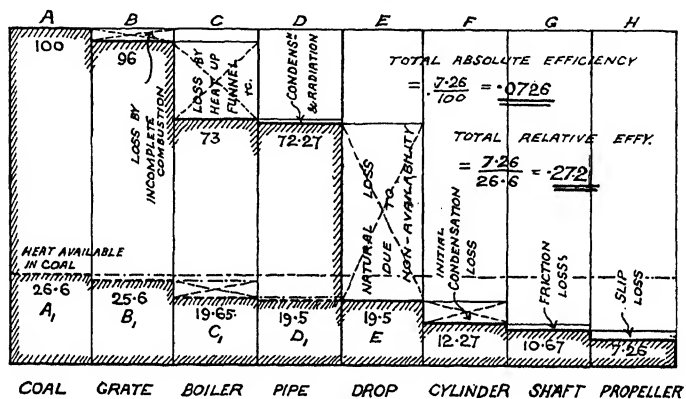 A B C D E F G H
100
96
LOSS BY
INCOMPLETE
COMBUSTION
LOSS BY
HEAT UP
FUNNEL
TC.
73
CONDENSN
& RADIATION
72.27
TOTAL ABSOLUTE EFFICIENCY
= 7.26/100 = .0726
TOTAL RELATIVE EFFY.
= 7.26/26.6 = .272
NATURAL LOSS
DUE TO
NON-AVAILABILITY
INITIAL
CONDENSATION
LOSS
FRICTION
LOSSES
SLIP
LOSS
HEAT AVAILABLE
IN COAL
26.6
A1
25.6
B1
19.65
C1
19.5
D1
19.5
E
12.27
10.67
7.26
COAL GRATE BOILER PIPE DROP CYLINDER SHAFT PROPELLER